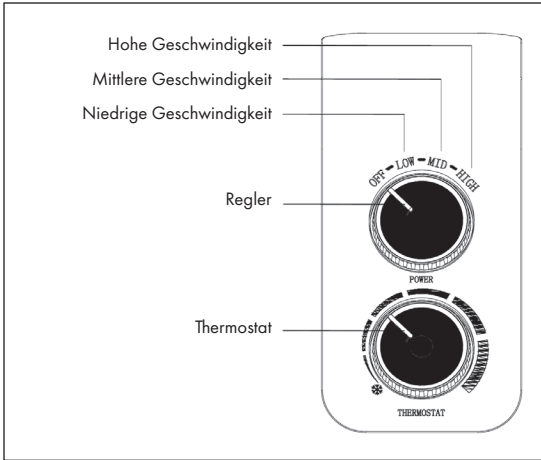 Hohe Geschwindigkeit
Mittlere Geschwindigkeit
Niedrige Geschwindigkeit
OFF - LOW - MID - HIGH
Regler
POWER
Thermostat
THERMOSTAT